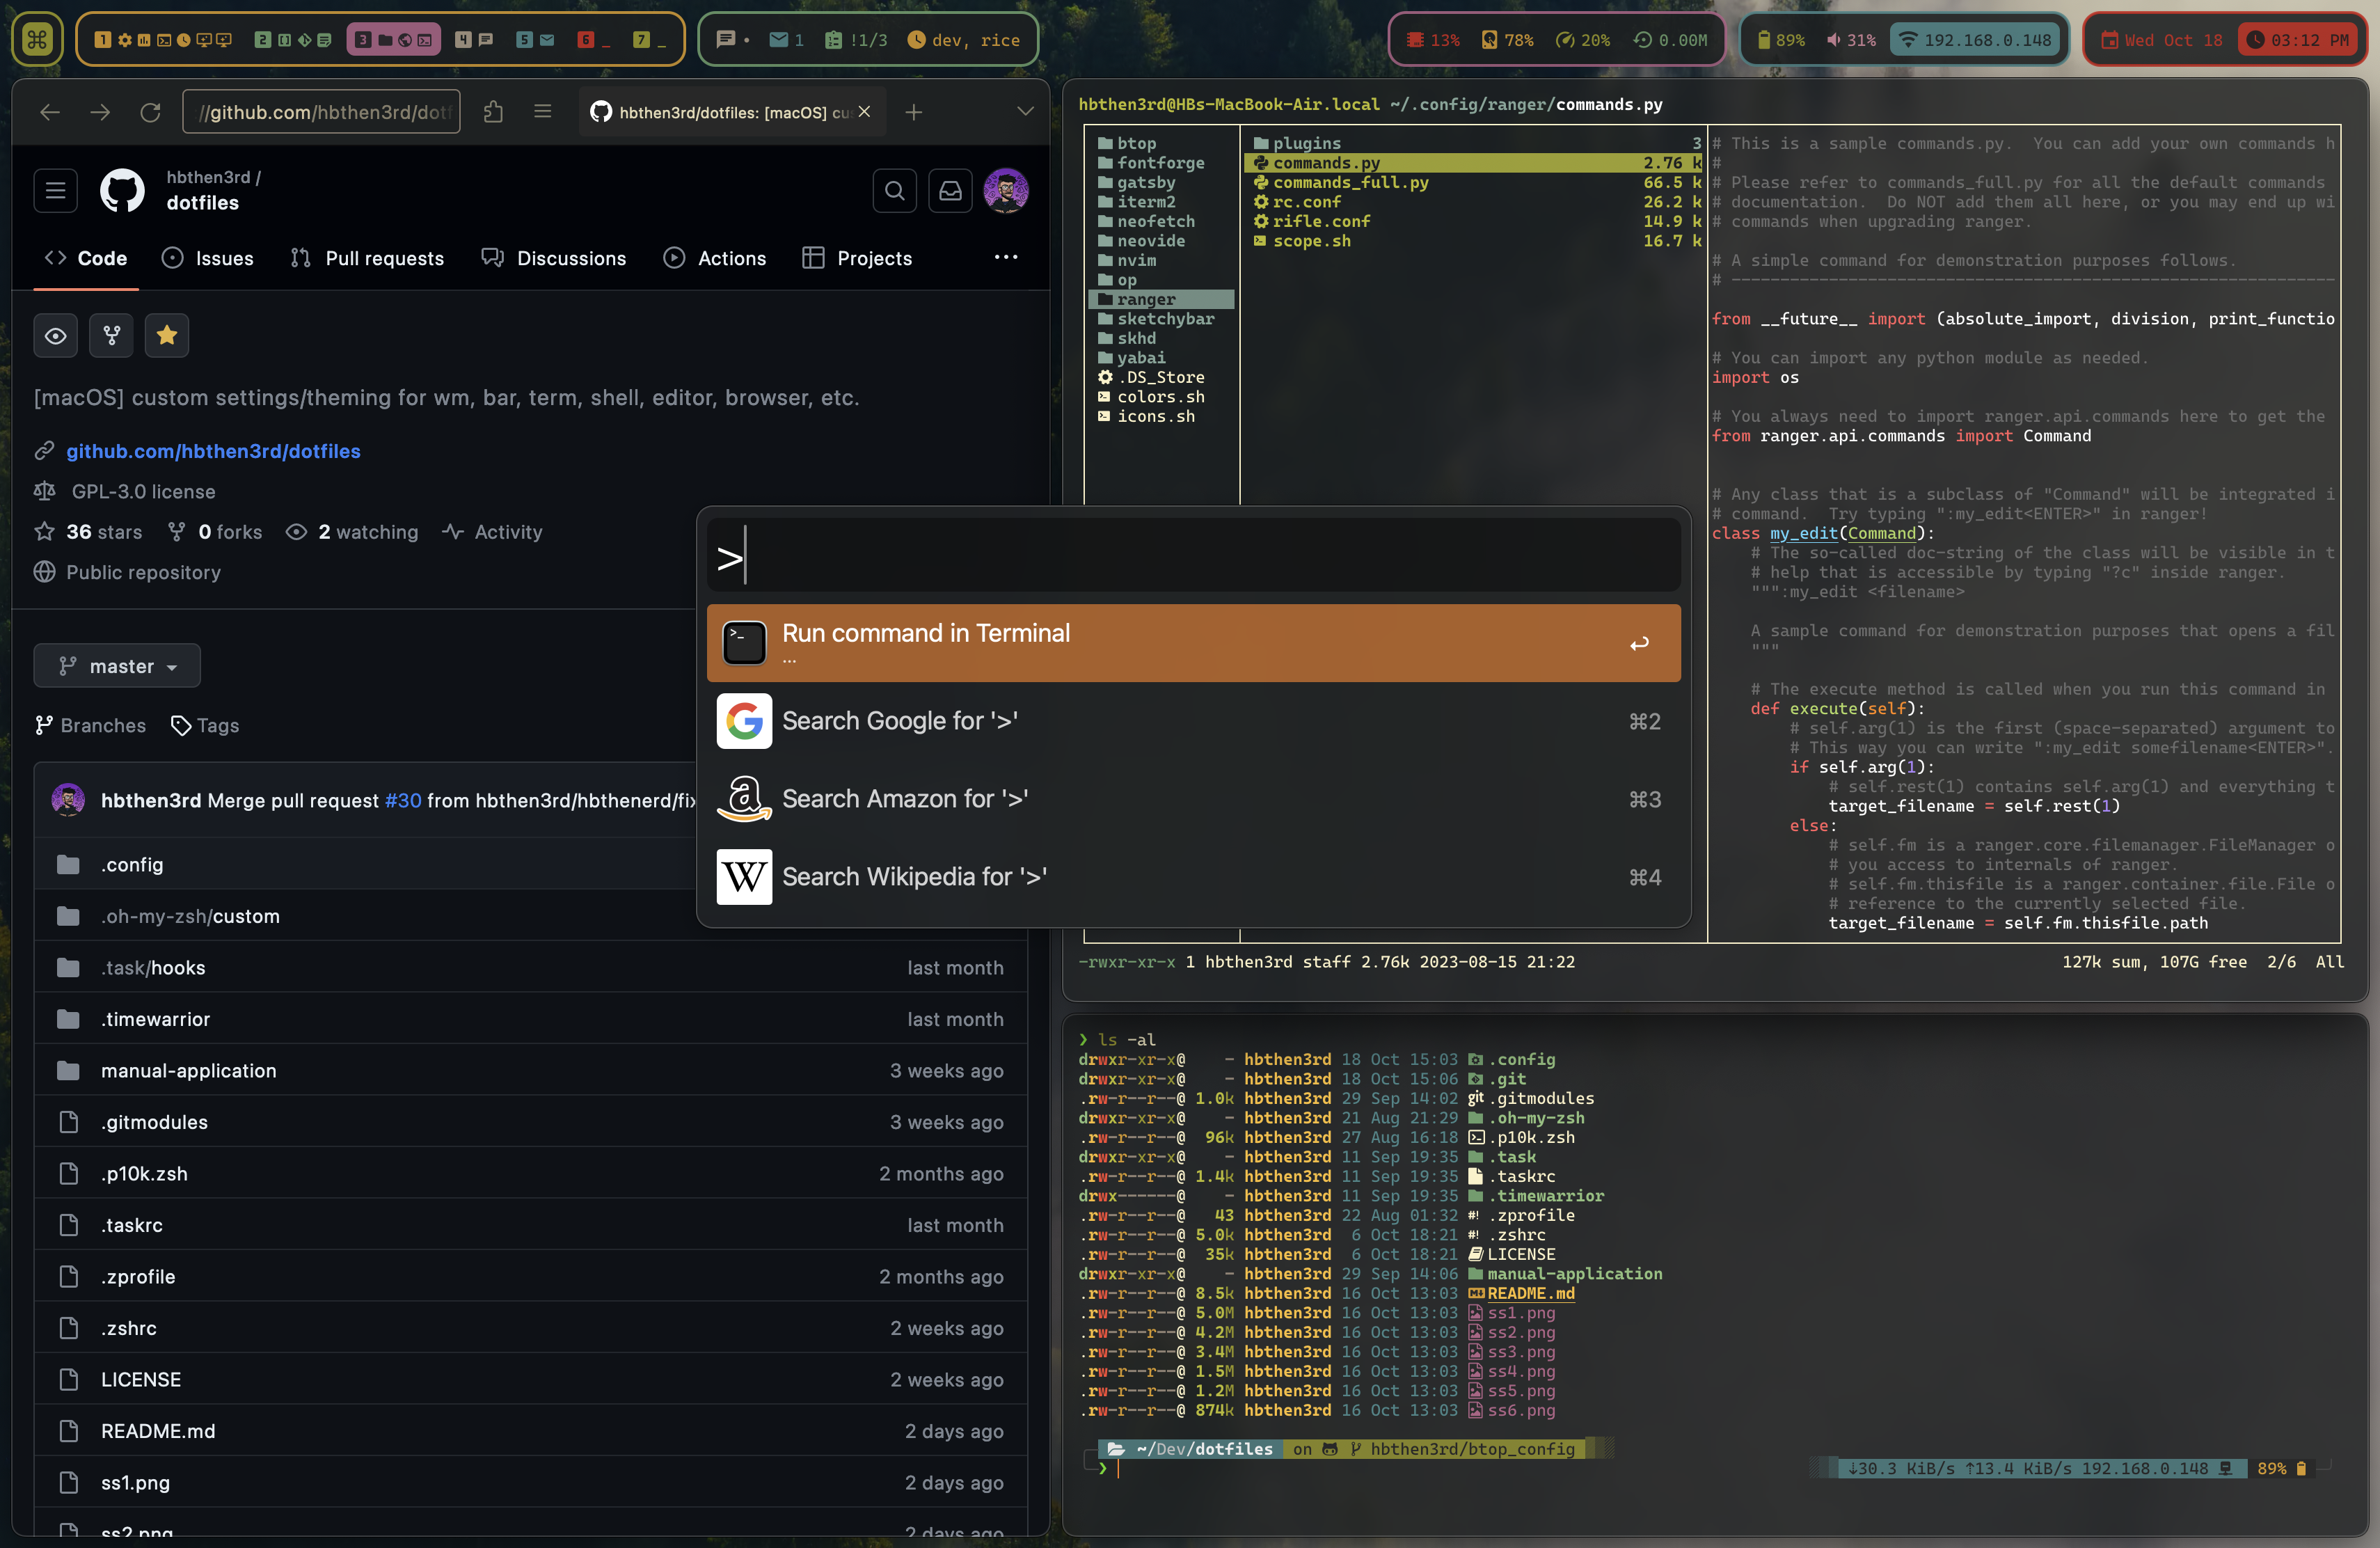 1 2 3 4 5 6 _ 7 _
1 !1/3 dev, rice
13% 78% 20% 0.00M
89% 31% 192.168.0.148
Wed Oct 18 03:12 PM
//github.com/hbthen3rd/dotf
hbthen3rd/dotfiles: [macOS] cu
hbthen3rd /
dotfiles
Code Issues Pull requests Discussions Actions Projects
[macOS] custom settings/theming for wm, bar, term, shell, editor, browser, etc.
github.com/hbthen3rd/dotfiles
GPL-3.0 license
36 stars 0 forks 2 watching Activity
Public repository
master
Branches Tags
hbthen3rd Merge pull request #30 from hbthen3rd/hbthenerd/fix
.config
.oh-my-zsh/custom
.task/hooks last month
.timewarrior last month
manual-application 3 weeks ago
.gitmodules 3 weeks ago
.p10k.zsh 2 months ago
.taskrc last month
.zprofile 2 months ago
.zshrc 2 weeks ago
LICENSE 2 weeks ago
README.md 2 days ago
ss1.png 2 days ago
ss2.png 2 days ago
>
Run command in Terminal
...
Search Google for '>' ⌘2
Search Amazon for '>' ⌘3
Search Wikipedia for '>' ⌘4
hbthen3rd@HBs-MacBook-Air.local ~/.config/ranger/commands.py
btop
fontforge
gatsby
iterm2
neofetch
neovide
nvim
op
ranger
sketchybar
skhd
yabai
.DS_Store
colors.sh
icons.sh
plugins 3
commands.py 2.76 k
commands_full.py 66.5 k
rc.conf 26.2 k
rifle.conf 14.9 k
scope.sh 16.7 k
# This is a sample commands.py.  You can add your own commands h
#
# Please refer to commands_full.py for all the default commands
# documentation.  Do NOT add them all here, or you may end up wi
# commands when upgrading ranger.
# A simple command for demonstration purposes follows.
# --------------------------------------------------------------
from __future__ import (absolute_import, division, print_functio
# You can import any python module as needed.
import os
# You always need to import ranger.api.commands here to get the
from ranger.api.commands import Command
# Any class that is a subclass of "Command" will be integrated i
# command.  Try typing ":my_edit<ENTER>" in ranger!
class my_edit(Command):
# The so-called doc-string of the class will be visible in t
# help that is accessible by typing "?c" inside ranger.
""":my_edit <filename>
A sample command for demonstration purposes that opens a fil
"""
# The execute method is called when you run this command in
def execute(self):
# self.arg(1) is the first (space-separated) argument to
# This way you can write ":my_edit somefilename<ENTER>".
if self.arg(1):
# self.rest(1) contains self.arg(1) and everything t
target_filename = self.rest(1)
else:
# self.fm is a ranger.core.filemanager.FileManager o
# you access to internals of ranger.
# self.fm.thisfile is a ranger.container.file.File o
# reference to the currently selected file.
target_filename = self.fm.thisfile.path
-rwxr-xr-x 1 hbthen3rd staff 2.76k 2023-08-15 21:22 127k sum, 107G free 2/6 All
❯ ls -al
drwxr-xr-x@ - hbthen3rd 18 Oct 15:03 .config
drwxr-xr-x@ - hbthen3rd 18 Oct 15:06 .git
.rw-r--r--@ 1.0k hbthen3rd 29 Sep 14:02 git .gitmodules
drwxr-xr-x@ - hbthen3rd 21 Aug 21:29 .oh-my-zsh
.rw-r--r--@ 96k hbthen3rd 27 Aug 16:18 .p10k.zsh
drwxr-xr-x@ - hbthen3rd 11 Sep 19:35 .task
.rw-r--r--@ 1.4k hbthen3rd 11 Sep 19:35 .taskrc
drwx------@ - hbthen3rd 11 Sep 19:35 .timewarrior
.rw-r--r--@ 43 hbthen3rd 22 Aug 01:32 #! .zprofile
.rw-r--r--@ 5.0k hbthen3rd 6 Oct 18:21 #! .zshrc
.rw-r--r--@ 35k hbthen3rd 6 Oct 18:21 LICENSE
drwxr-xr-x@ - hbthen3rd 29 Sep 14:06 manual-application
.rw-r--r--@ 8.5k hbthen3rd 16 Oct 13:03 README.md
.rw-r--r--@ 5.0M hbthen3rd 16 Oct 13:03 ss1.png
.rw-r--r--@ 4.2M hbthen3rd 16 Oct 13:03 ss2.png
.rw-r--r--@ 3.4M hbthen3rd 16 Oct 13:03 ss3.png
.rw-r--r--@ 1.5M hbthen3rd 16 Oct 13:03 ss4.png
.rw-r--r--@ 1.2M hbthen3rd 16 Oct 13:03 ss5.png
.rw-r--r--@ 874k hbthen3rd 16 Oct 13:03 ss6.png
~/Dev/dotfiles on hbthen3rd/btop_config
❯ ↓30.3 KiB/s ↑13.4 KiB/s 192.168.0.148 89%